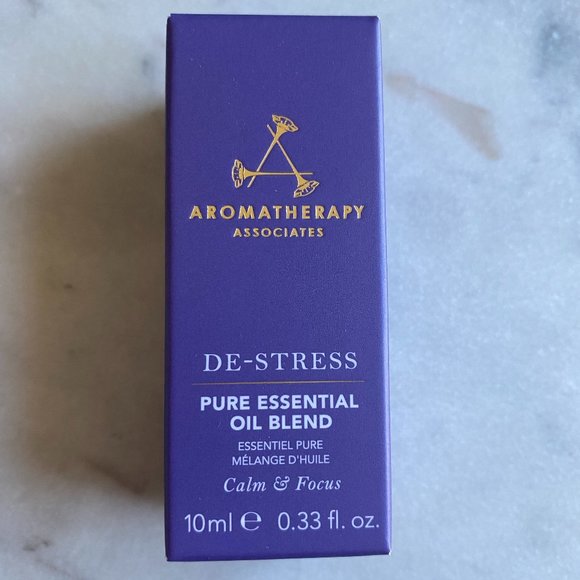 AROMATHERAPY
ASSOCIATES
DE-STRESS
PURE ESSENTIAL
OIL BLEND
ESSENTIEL PURE
MÉLANGE D'HUILE
Calm & Focus
10ml ℮ 0.33 fl. oz.